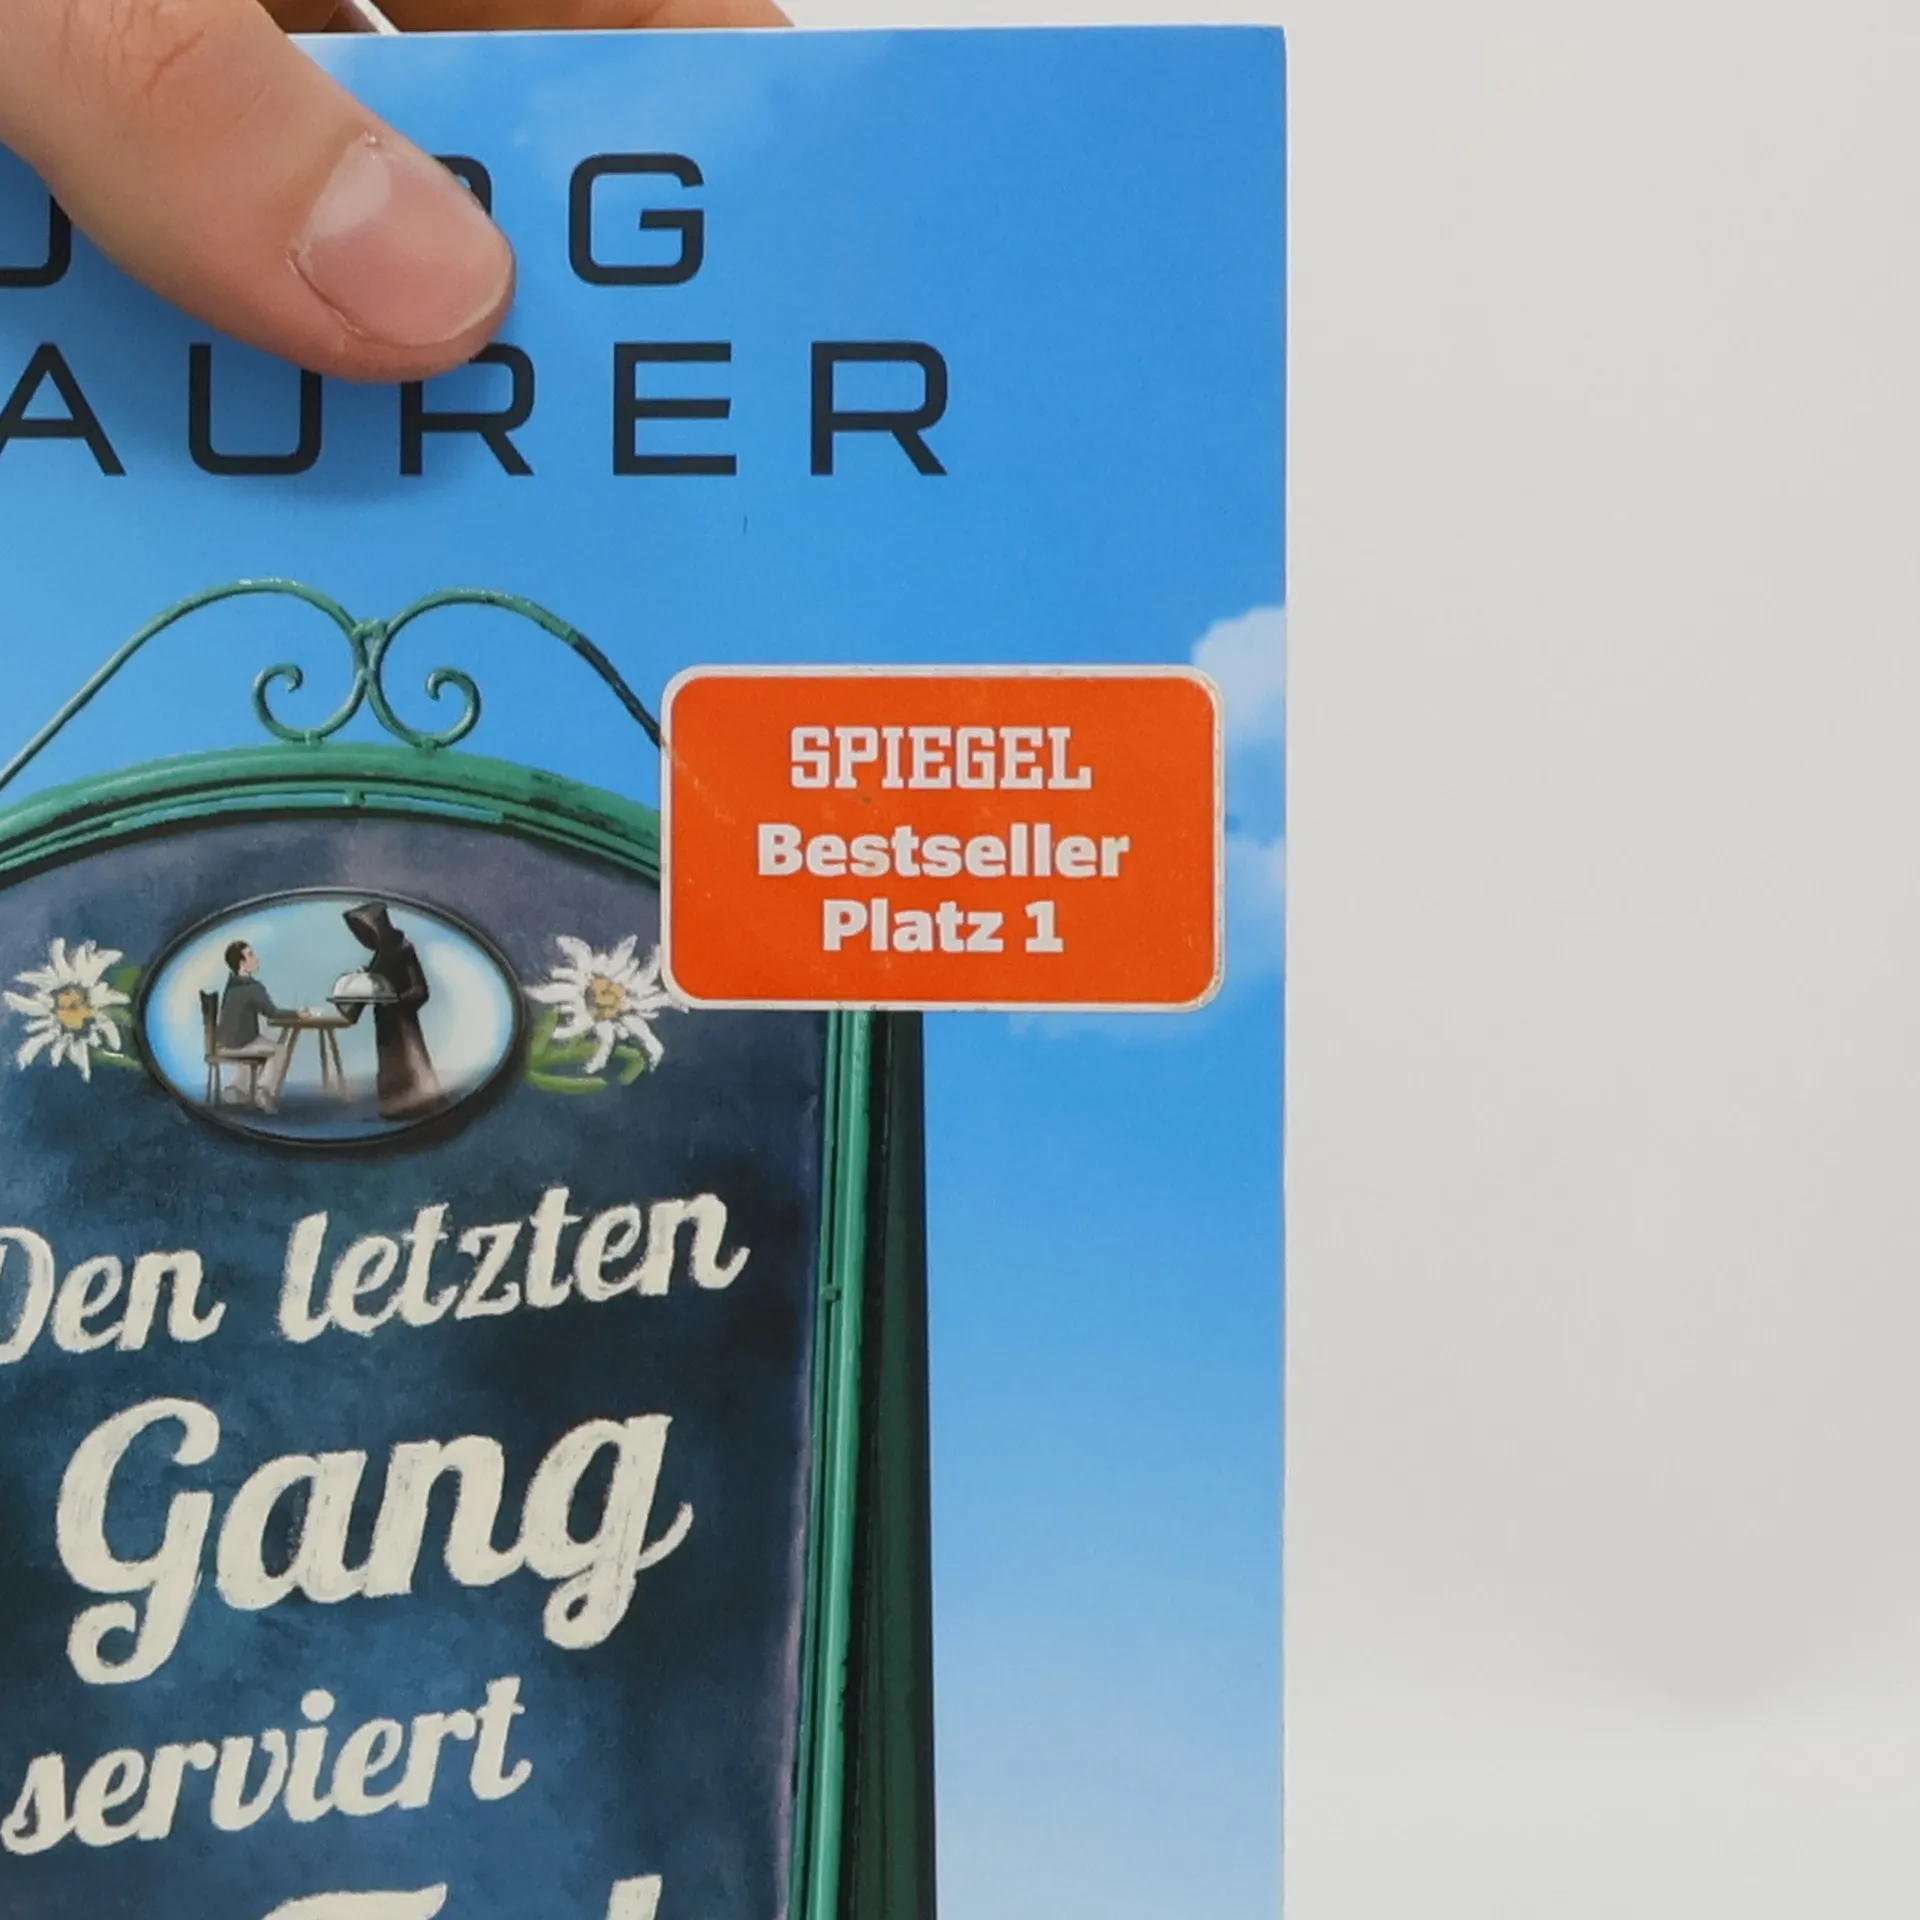 AURER
SPIEGEL
Bestseller
Platz 1
Den letzten
Gang
serviert